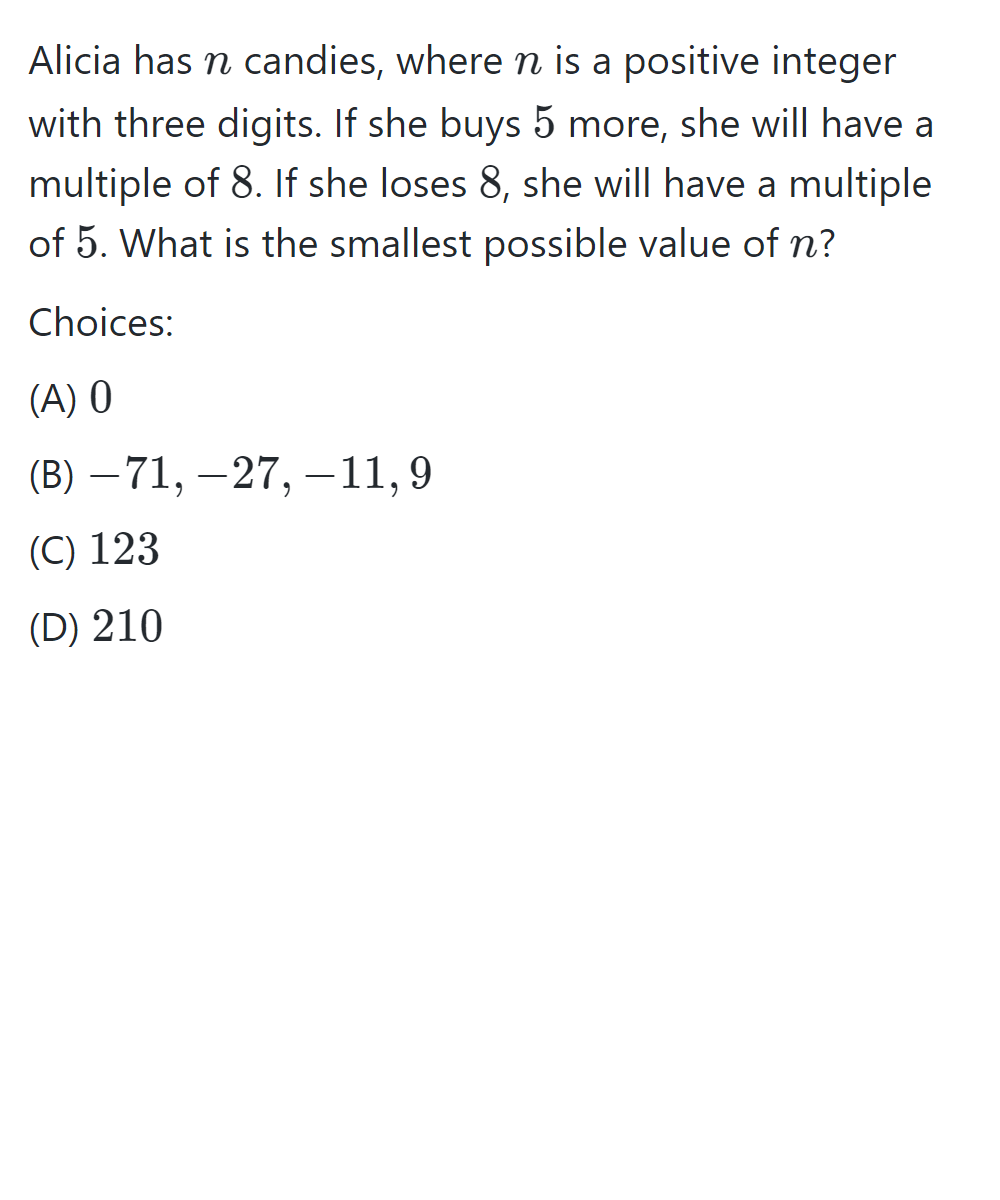 Alicia has n candies, where n is a positive integer
with three digits. If she buys 5 more, she will have a
multiple of 8. If she loses 8, she will have a multiple
of 5. What is the smallest possible value of n?
Choices:
(A) 0
(B) −71, −27, −11, 9
(C) 123
(D) 210